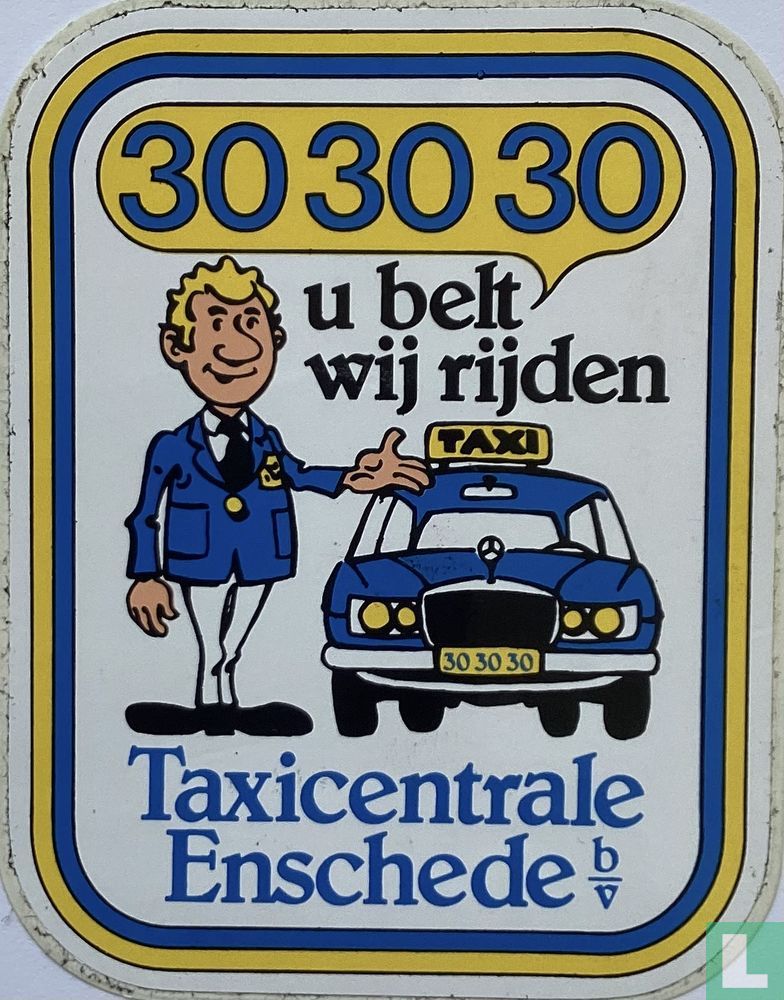 30 30 30
u belt
wij rijden
TAXI
30 30 30
Taxicentrale
Enschede b/v
L